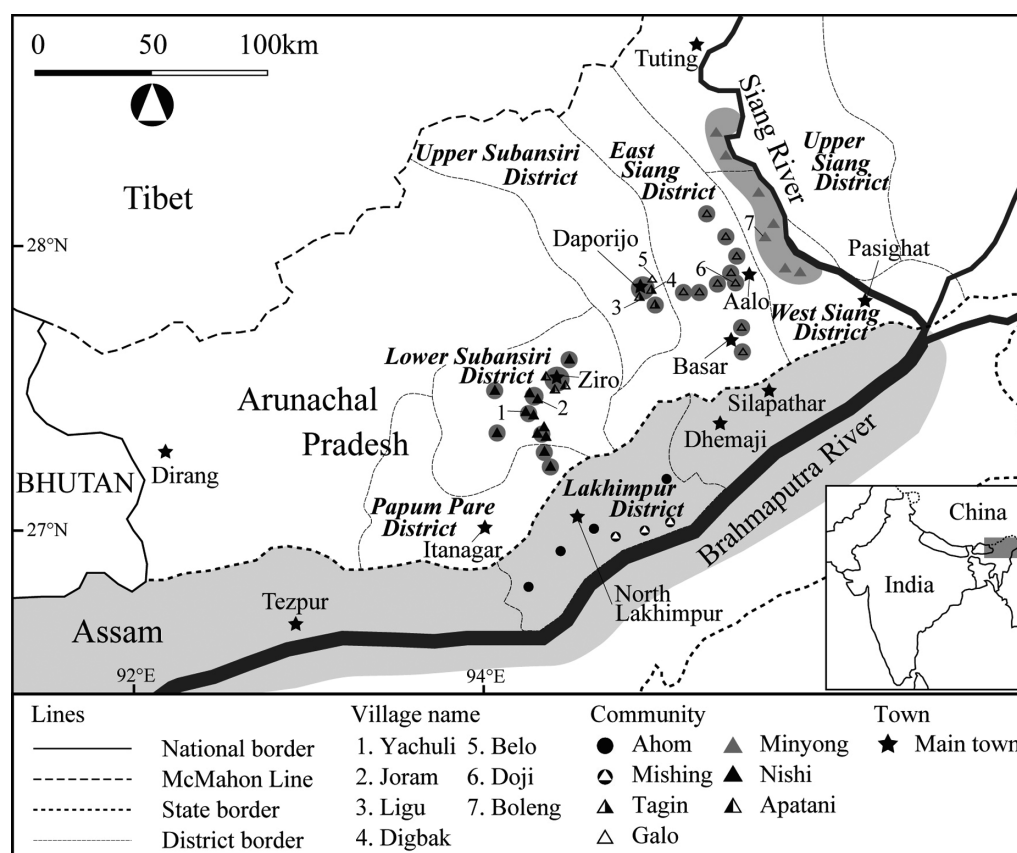 0 50 100km
Tuting
Siang River
Upper Subansiri
District
East
Siang
District
Upper
Siang
District
Tibet
28°N
Daporijo
7
Pasighat
5
6
4
3
Aalo
West Siang
District
Lower Subansiri
District
Ziro
Basar
Arunachal
Pradesh
1
2
Silapathar
Dhemaji
BHUTAN
Dirang
Lakhimpur
District
Brahmaputra River
27°N
Papum Pare
District
Itanagar
North
Lakhimpur
Tezpur
Assam
92°E
94°E
China
India
Lines
National border
McMahon Line
State border
District border
Village name
1. Yachuli
2. Joram
3. Ligu
4. Digbak
5. Belo
6. Doji
7. Boleng
Community
Ahom
Mishing
Tagin
Galo
Minyong
Nishi
Apatani
Town
Main town